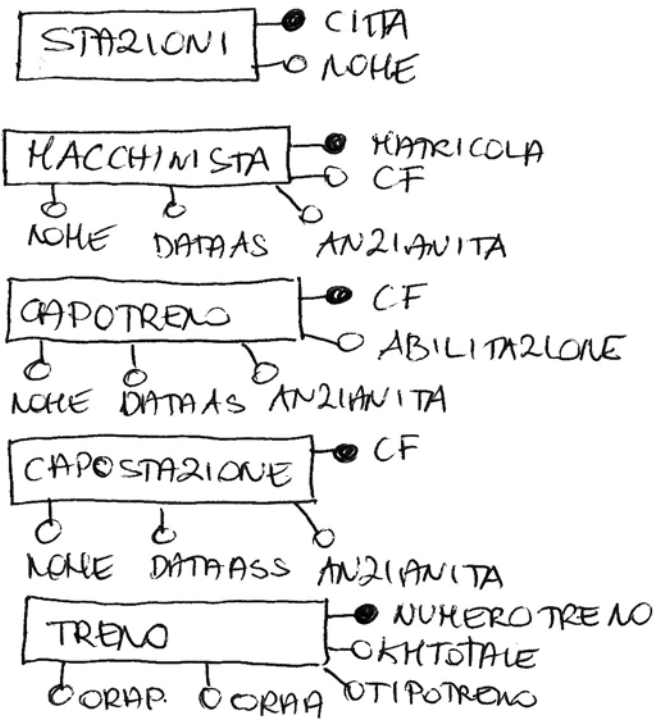 STAZIONI CITTA
NOME
MACCHINISTA MATRICOLA
CF
NOME DATAAS ANZIANITA
CAPOTRENO CF
ABILITAZIONE
NOME DATAAS ANZIANITA
CAPOSTAZIONE CF
NOME DATAASS ANZIANITA
TRENO NUMEROTRENO
KMTOTALE
ORAP. ORAA TIPOTRENO